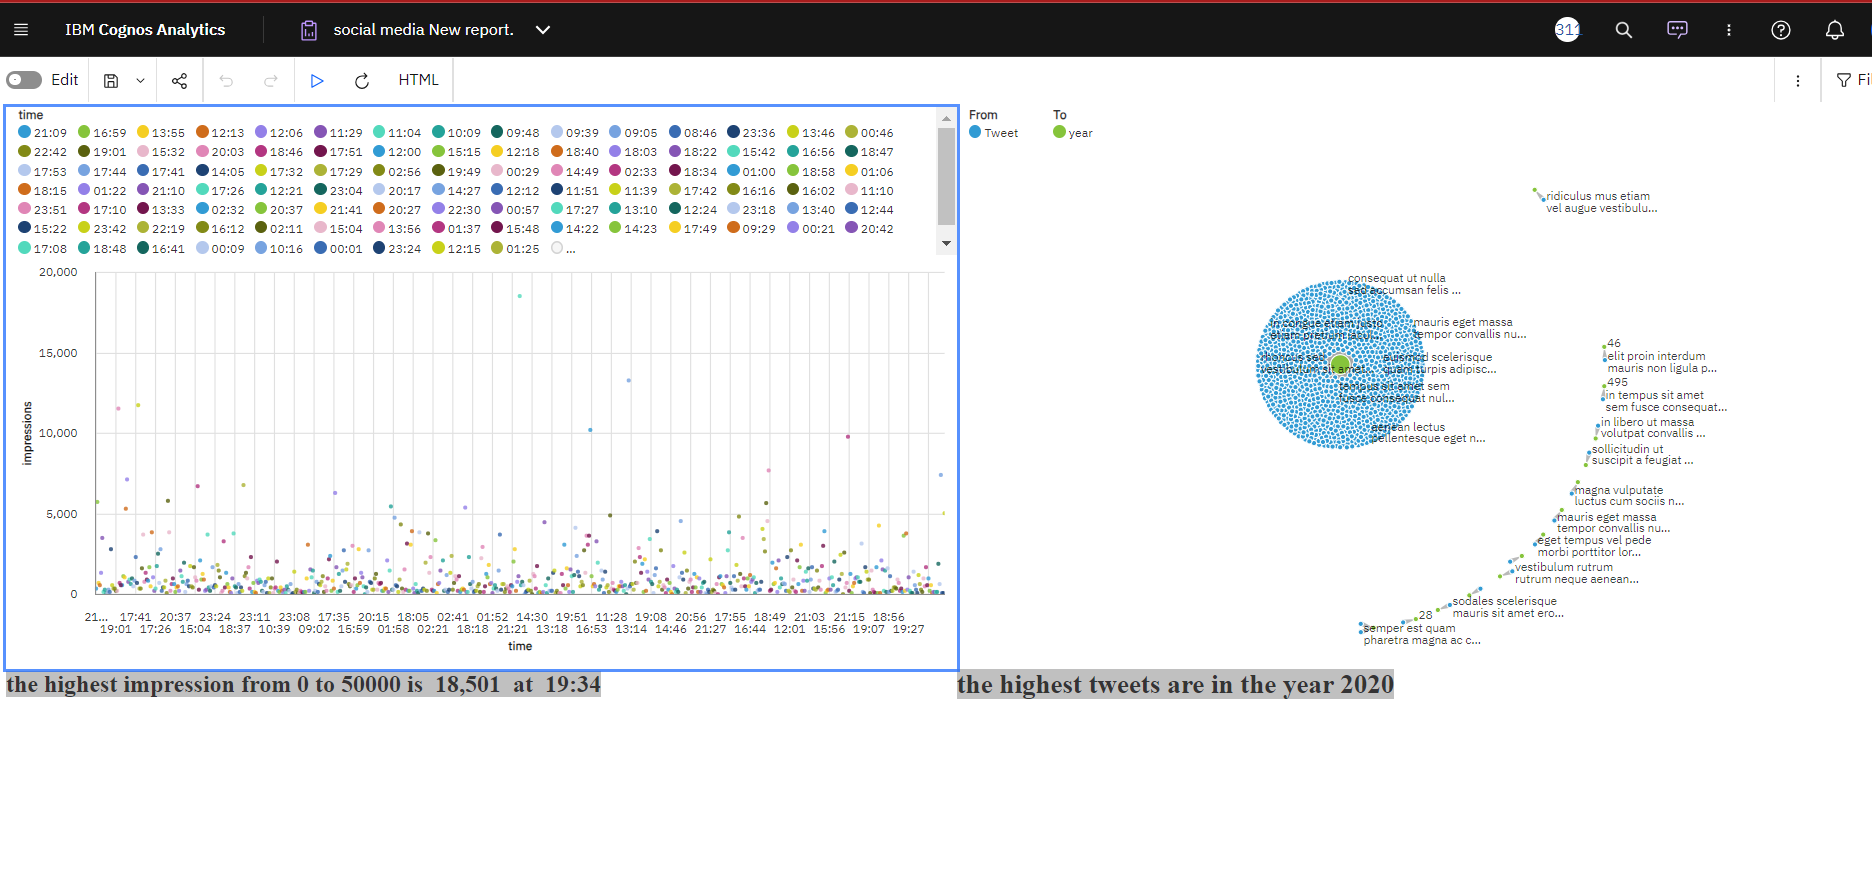 IBM Cognos Analytics
social media New report.
311
Edit
HTML
Fil
time
21:09 16:59 13:55 12:13 12:06 11:29 11:04 10:09 09:48 09:39 09:05 08:46 23:36 13:46 00:46
22:42 19:01 15:32 20:03 18:46 17:51 12:00 15:15 12:18 18:40 18:03 18:22 15:42 16:56 18:47
17:53 17:44 17:41 14:05 17:32 17:29 02:56 19:49 00:29 14:49 02:33 18:34 01:00 18:58 01:06
18:15 01:22 21:10 17:26 12:21 23:04 20:17 14:27 12:12 11:51 11:39 17:42 16:16 16:02 11:10
23:51 17:10 13:33 02:32 20:37 21:41 20:27 22:30 00:57 17:27 13:10 12:24 23:18 13:40 12:44
15:22 23:42 22:19 16:12 02:11 15:04 13:56 01:37 15:48 14:22 14:23 17:49 09:29 00:21 20:42
17:08 18:48 16:41 00:09 10:16 00:01 23:24 12:15 01:25 ...
20,000
15,000
10,000
5,000
0
impressions
21... 17:41 20:37 23:24 23:11 23:08 17:35 20:15 18:05 02:41 01:52 14:30 19:51 11:28 19:08 20:56 17:55 18:49 21:03 21:15 18:56
19:01 17:26 15:04 18:37 10:39 09:02 15:59 01:58 02:21 18:18 21:21 13:18 16:53 13:14 14:46 21:27 16:44 12:01 15:56 19:07 19:27
time
the highest impression from 0 to 50000 is 18,501 at 19:34
From To
Tweet year
ridiculus mus etiam
vel augue vestibulu...
consequat ut nulla
sed accumsan felis ...
in congue etiam justo
etiam pretium iaculi...
mauris eget massa
tempor convallis nu...
rhoncus sed
vestibulum sit amet...
euismod scelerisque
quam turpis adipisc...
tempus sit amet sem
fusce consequat nul...
aenean lectus
pellentesque eget n...
46
elit proin interdum
mauris non ligula p...
495
in tempus sit amet
sem fusce consequat...
in libero ut massa
volutpat convallis ...
sollicitudin ut
suscipit a feugiat ...
magna vulputate
luctus cum sociis n...
mauris eget massa
tempor convallis nu...
eget tempus vel pede
morbi porttitor lor...
vestibulum rutrum
rutrum neque aenean...
sodales scelerisque
mauris sit amet ero...
28
semper est quam
pharetra magna ac c...
the highest tweets are in the year 2020